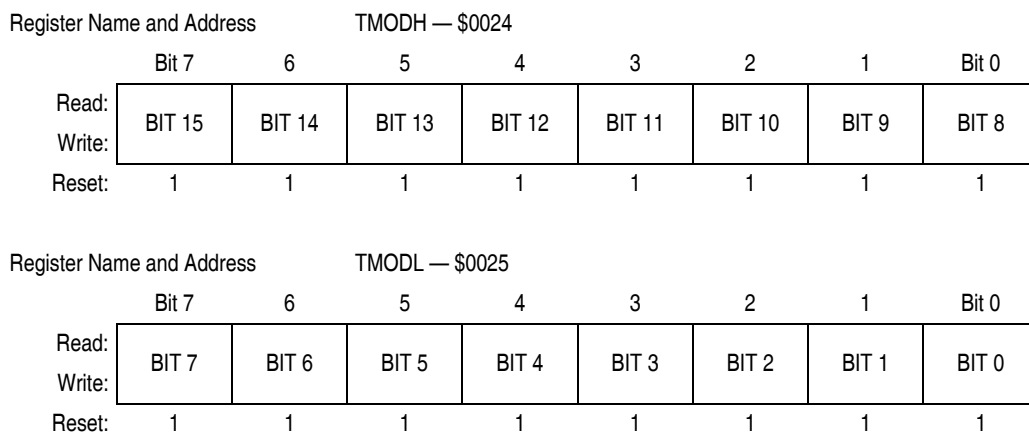 Register Name and Address TMODH — $0024
Bit 7 6 5 4 3 2 1 Bit 0
Read:
BIT 15 BIT 14 BIT 13 BIT 12 BIT 11 BIT 10 BIT 9 BIT 8
Write:
Reset: 1 1 1 1 1 1 1 1
Register Name and Address TMODL — $0025
Bit 7 6 5 4 3 2 1 Bit 0
Read:
BIT 7 BIT 6 BIT 5 BIT 4 BIT 3 BIT 2 BIT 1 BIT 0
Write:
Reset: 1 1 1 1 1 1 1 1